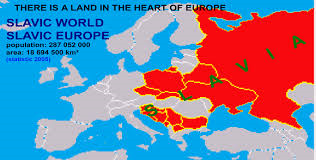 THERE IS A LAND IN THE HEART OF EUROPE
SLAVIC WORLD
SLAVIC EUROPE
population: 287 052 000
area: 18 694 500 km²
(statistic 2005)
SLAVIA